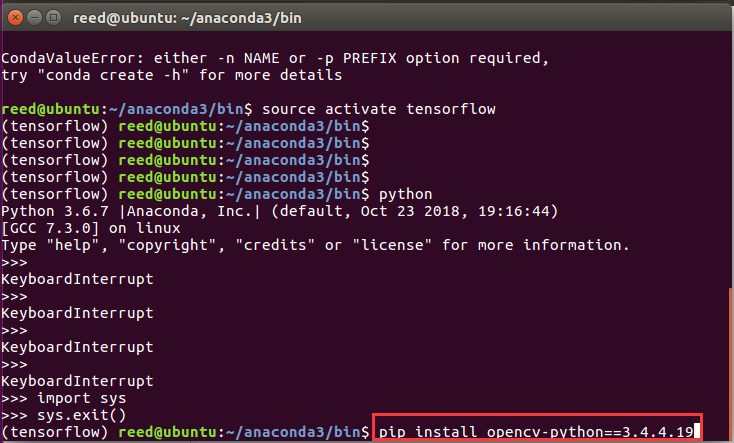 reed@ubuntu: ~/anaconda3/bin
CondaValueError: either -n NAME or -p PREFIX option required,
try "conda create -h" for more details
reed@ubuntu:~/anaconda3/bin$ source activate tensorflow
(tensorflow) reed@ubuntu:~/anaconda3/bin$
(tensorflow) reed@ubuntu:~/anaconda3/bin$
(tensorflow) reed@ubuntu:~/anaconda3/bin$
(tensorflow) reed@ubuntu:~/anaconda3/bin$
(tensorflow) reed@ubuntu:~/anaconda3/bin$ python
Python 3.6.7 |Anaconda, Inc.| (default, Oct 23 2018, 19:16:44)
[GCC 7.3.0] on linux
Type "help", "copyright", "credits" or "license" for more information.
>>>
KeyboardInterrupt
>>>
KeyboardInterrupt
>>>
KeyboardInterrupt
>>>
KeyboardInterrupt
>>> import sys
>>> sys.exit()
(tensorflow) reed@ubuntu:~/anaconda3/bin$ pip install opencv-python==3.4.4.19